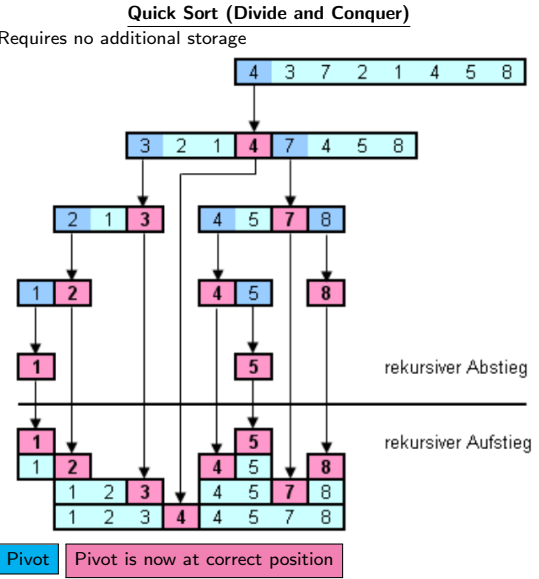 Quick Sort (Divide and Conquer)
Requires no additional storage
4 3 7 2 1 4 5 8
3 2 1 4 7 4 5 8
2 1 3 4 5 7 8
1 2 4 5 8
1 5 rekursiver Abstieg
1 5 rekursiver Aufstieg
1 2 4 5 8
1 2 3 4 5 7 8
1 2 3 4 4 5 7 8
Pivot Pivot is now at correct position